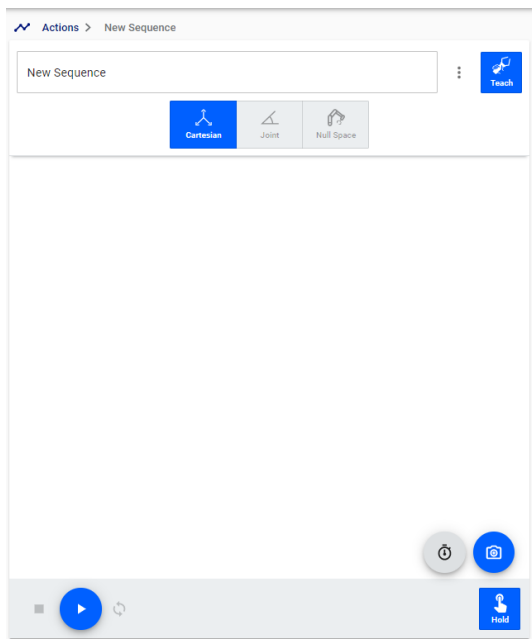 Actions > New Sequence
New Sequence
Teach
Cartesian
Joint
Null Space
Hold